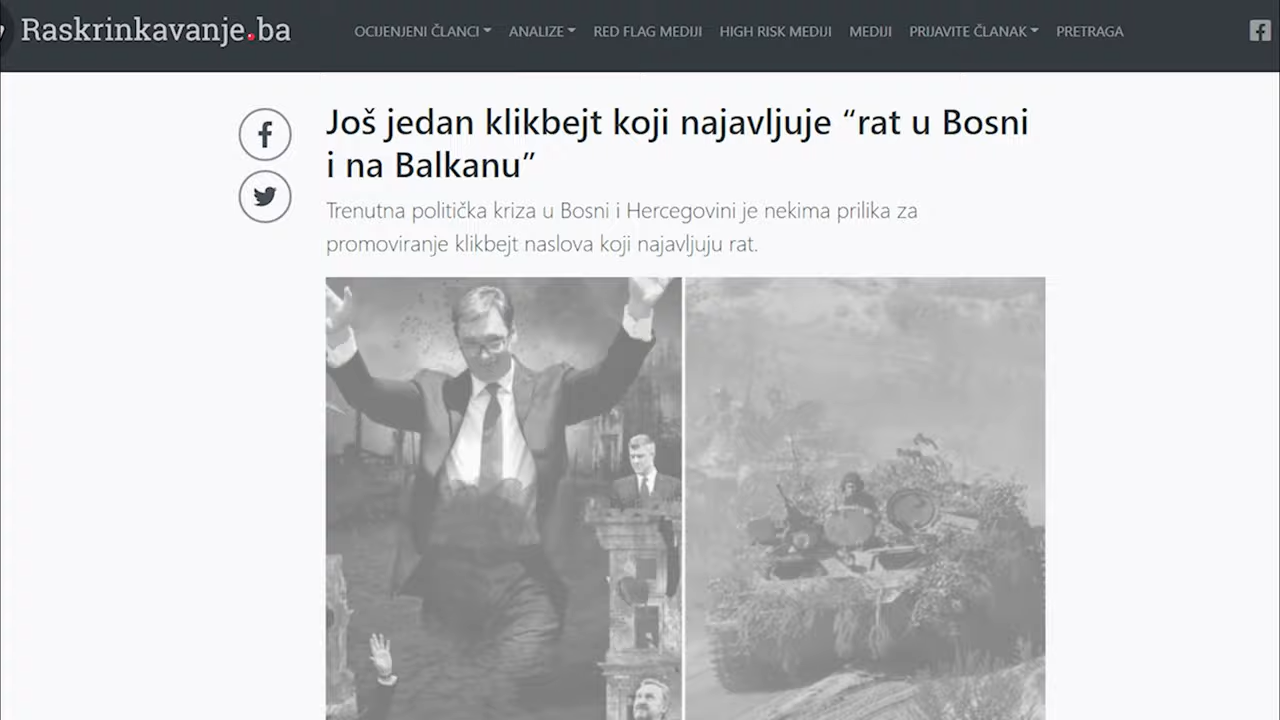 Raskrinkavanje.ba
OCIJENJENI ČLANCI ANALIZE RED FLAG MEDIJI HIGH RISK MEDIJI MEDIJI PRIJAVITE ČLANAK PRETRAGA
Još jedan klikbejt koji najavljuje “rat u Bosni
i na Balkanu”
Trenutna politička kriza u Bosni i Hercegovini je nekima prilika za
promoviranje klikbejt naslova koji najavljuju rat.